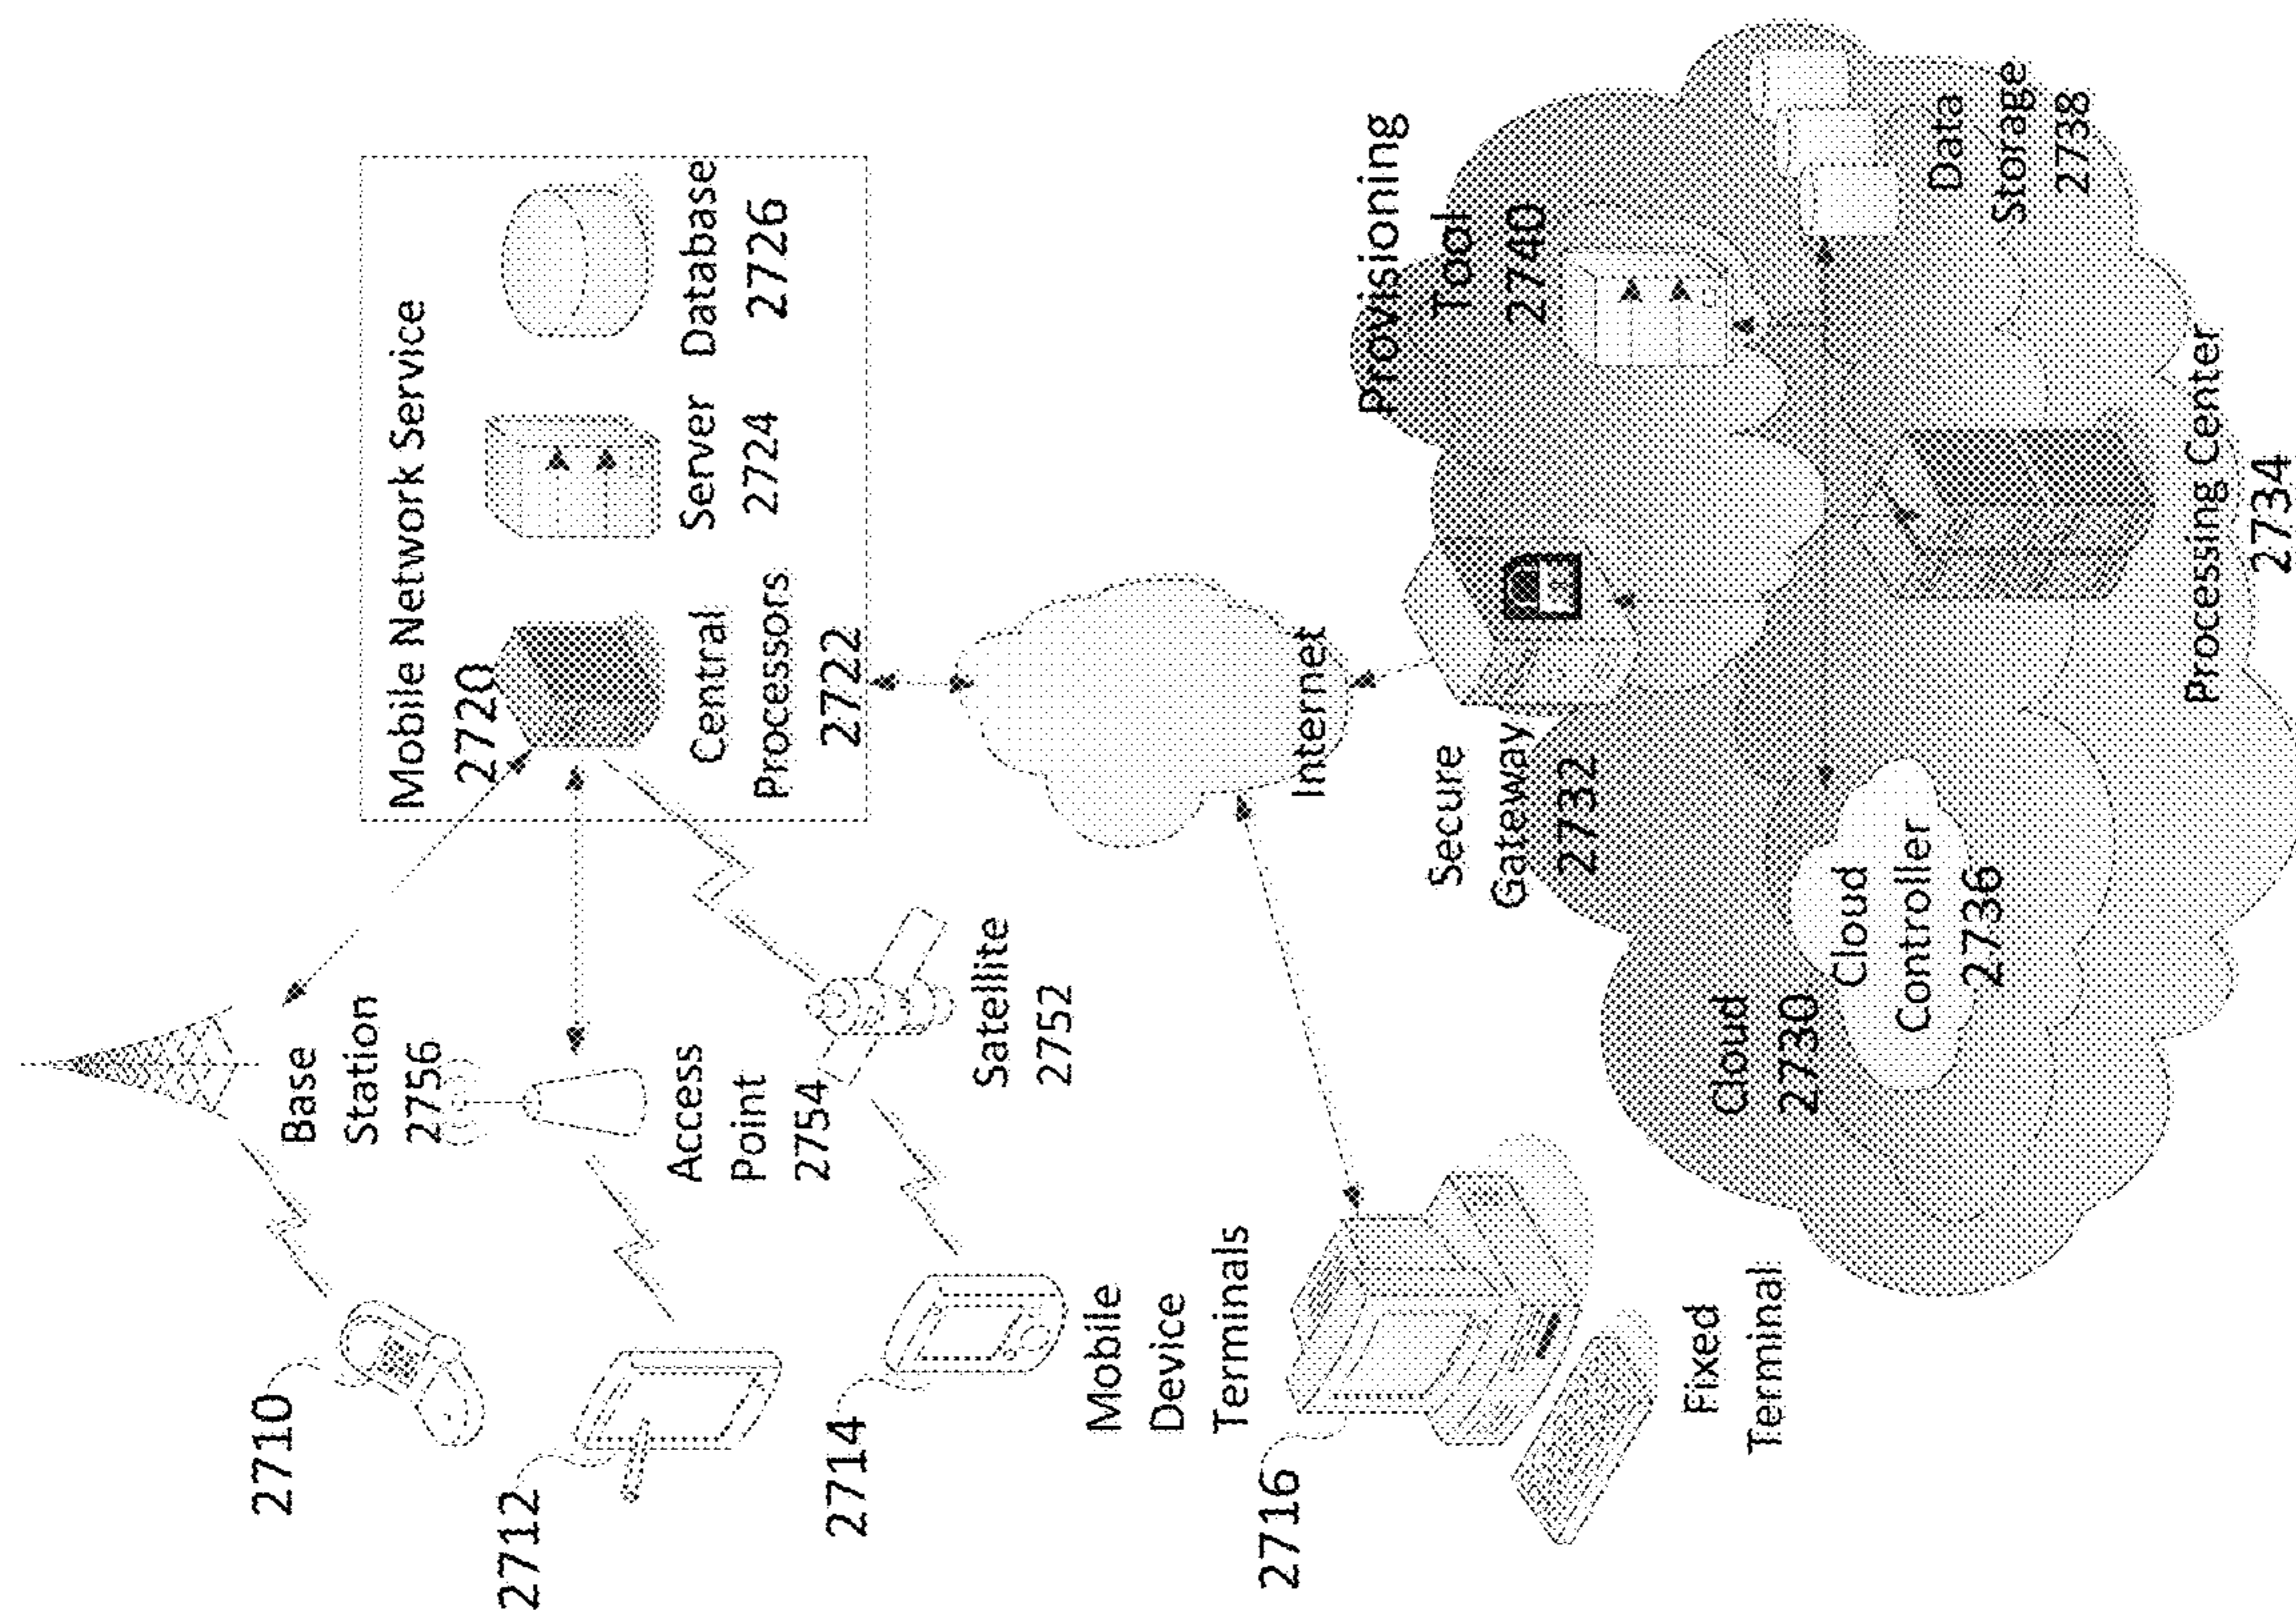 2710
2712
2714
Mobile
Device
Terminals
2716
Fixed
Terminal
Base
Station
2756
Access
Point
2754
Satellite
2752
Mobile Network Service
2720
Central
Processors
2722
Server
2724
Database
2726
Internet
Secure
Gateway
2732
Provisioning
Tool
2740
Cloud
2730
Cloud
Controller
2736
Data
Storage
2738
Processing Center
2734